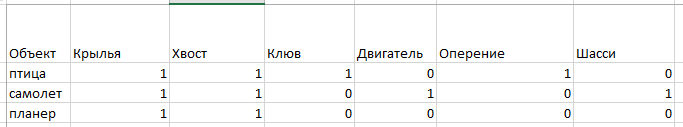 Объект Крылья Хвост Клюв Двигатель Оперение Шасси
птица 1 1 1 0 1 0
самолет 1 1 0 1 0 1
планер 1 1 0 0 0 0